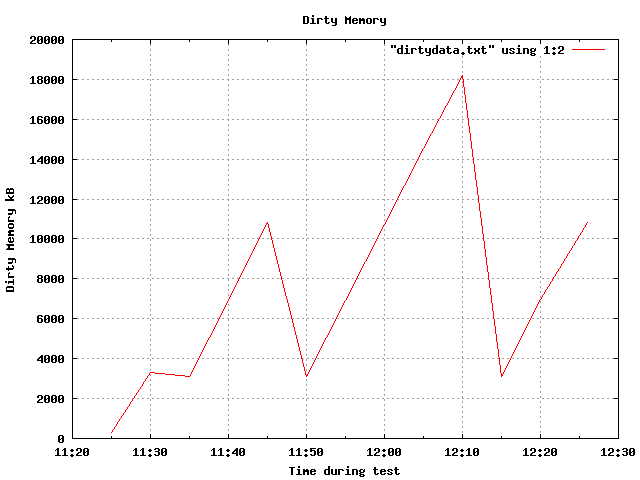 Dirty Memory
"dirtydata.txt" using 1:2
20000
18000
16000
14000
12000
10000
8000
6000
4000
2000
0
Dirty Memory kB
11:20 11:30 11:40 11:50 12:00 12:10 12:20 12:30
Time during test